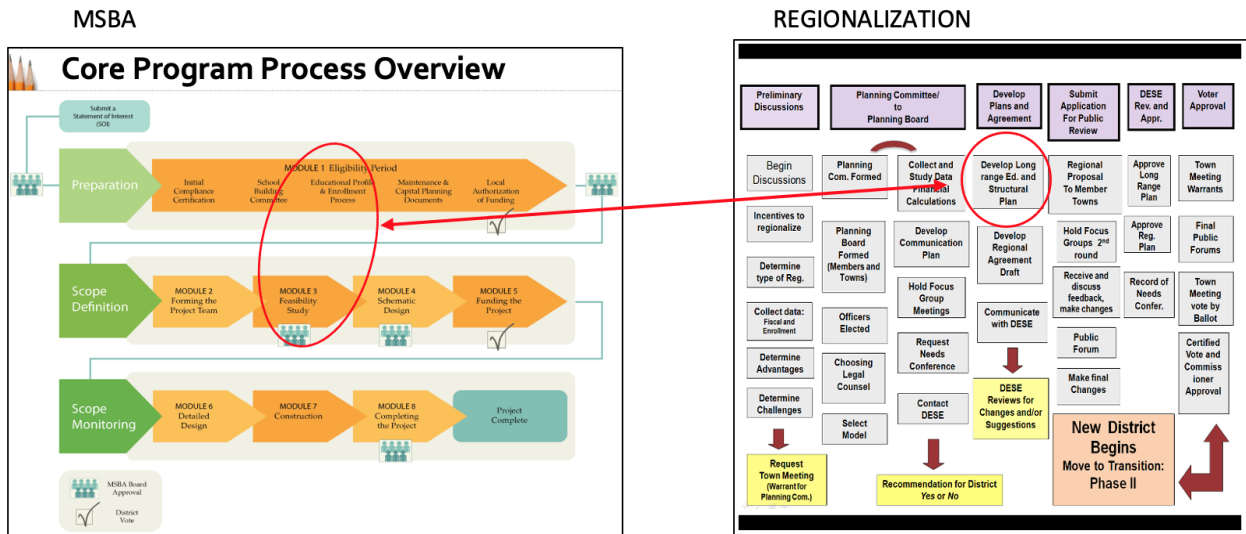 MSBA
Core Program Process Overview
Submit a
Statement of Interest
(SOI)
Preparation
MODULE 1 Eligibility Period
Initial
Compliance
Certification
School
Building
Committee
Educational Profile
& Enrollment
Process
Maintenance &
Capital Planning
Documents
Local
Authorization
of Funding
Scope
Definition
MODULE 2
Forming the
Project Team
MODULE 3
Feasibility
Study
MODULE 4
Schematic
Design
MODULE 5
Funding the
Project
Scope
Monitoring
MODULE 6
Detailed
Design
MODULE 7
Construction
MODULE 8
Completing
the Project
Project
Complete
MSBA Board
Approval
District
Vote
REGIONALIZATION
Preliminary
Discussions
Planning Committee/
to
Planning Board
Develop
Plans and
Agreement
Submit
Application
For Public
Review
DESE
Rev. and
Appr.
Voter
Approval
Begin
Discussions
Incentives to
regionalize
Determine
type of Reg.
Collect data:
Fiscal and
Enrollment
Determine
Advantages
Determine
Challenges
Request
Town Meeting
(Warrant for
Planning Com.)
Planning
Com. Formed
Planning
Board
Formed
(Members and
Towns)
Officers
Elected
Choosing
Legal
Counsel
Select
Model
Collect and
Study Data
Financial
Calculations
Develop
Communication
Plan
Hold Focus
Group
Meetings
Request
Needs
Conference
Contact
DESE
Recommendation for District
Yes or No
Develop Long
range Ed. and
Structural
Plan
Develop
Regional
Agreement
Draft
Communicate
with DESE
DESE
Reviews for
Changes and/or
Suggestions
Regional
Proposal
To Member
Towns
Hold Focus
Groups 2nd
round
Receive and
discuss
feedback,
make changes
Public
Forum
Make final
Changes
New District
Begins
Move to Transition:
Phase II
Approve
Long
Range
Plan
Approve
Reg.
Plan
Record of
Needs
Confer.
Town
Meeting
Warrants
Final
Public
Forums
Town
Meeting
vote by
Ballot
Certified
Vote and
Commiss
ioner
Approval